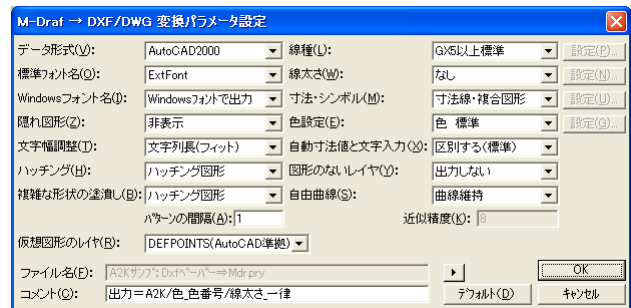 M-Draf → DXF/DWG 変換パラメータ設定
データ形式(V): AutoCAD2000 線種(L): GX5以上標準 設定(P)...
標準フォント名(O): ExtFont 線太さ(W): なし 設定(N)...
Windowsフォント名(I): Windowsフォントで出力 寸法・シンボル(M): 寸法線・複合図形 設定(U)...
隠れ図形(Z): 非表示 色設定(E): 色 標準 設定(G)...
文字幅調整(T): 文字列長(フィット) 自動寸法値と文字入力(X): 区別する(標準)
ハッチング(H): ハッチング図形 図形のないレイヤ(Y): 出力しない
複雑な形状の塗潰し(B): ハッチング図形 自由曲線(S): 曲線維持
パターンの間隔(A): 1 近似精度(K): 8
仮想図形のレイヤ(R): DEFPOINTS(AutoCAD準拠)
ファイル名(F): A2Kサンプ; Dxfペーパー=⇒Mdr.pry OK
コメント(C): 出力=A2K/色_色番号/線太さ_一律 デフォルト(D) キャンセル